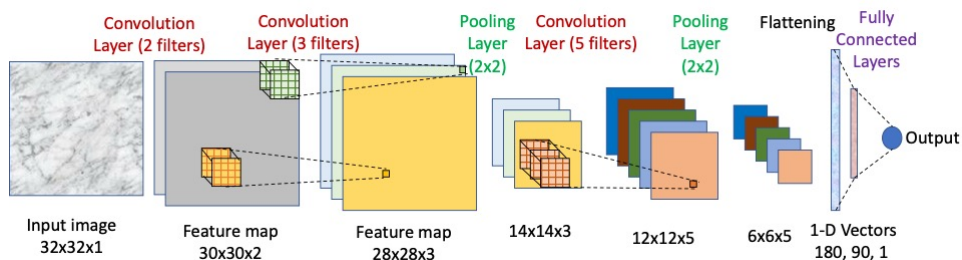 Convolution
Layer (2 filters)
Convolution
Layer (3 filters)
Pooling
Layer
(2x2)
Convolution
Layer (5 filters)
Pooling
Layer
(2x2)
Flattening
Fully
Connected
Layers
Output
Input image
32x32x1
Feature map
30x30x2
Feature map
28x28x3
14x14x3
12x12x5
6x6x5
1-D Vectors
180, 90, 1